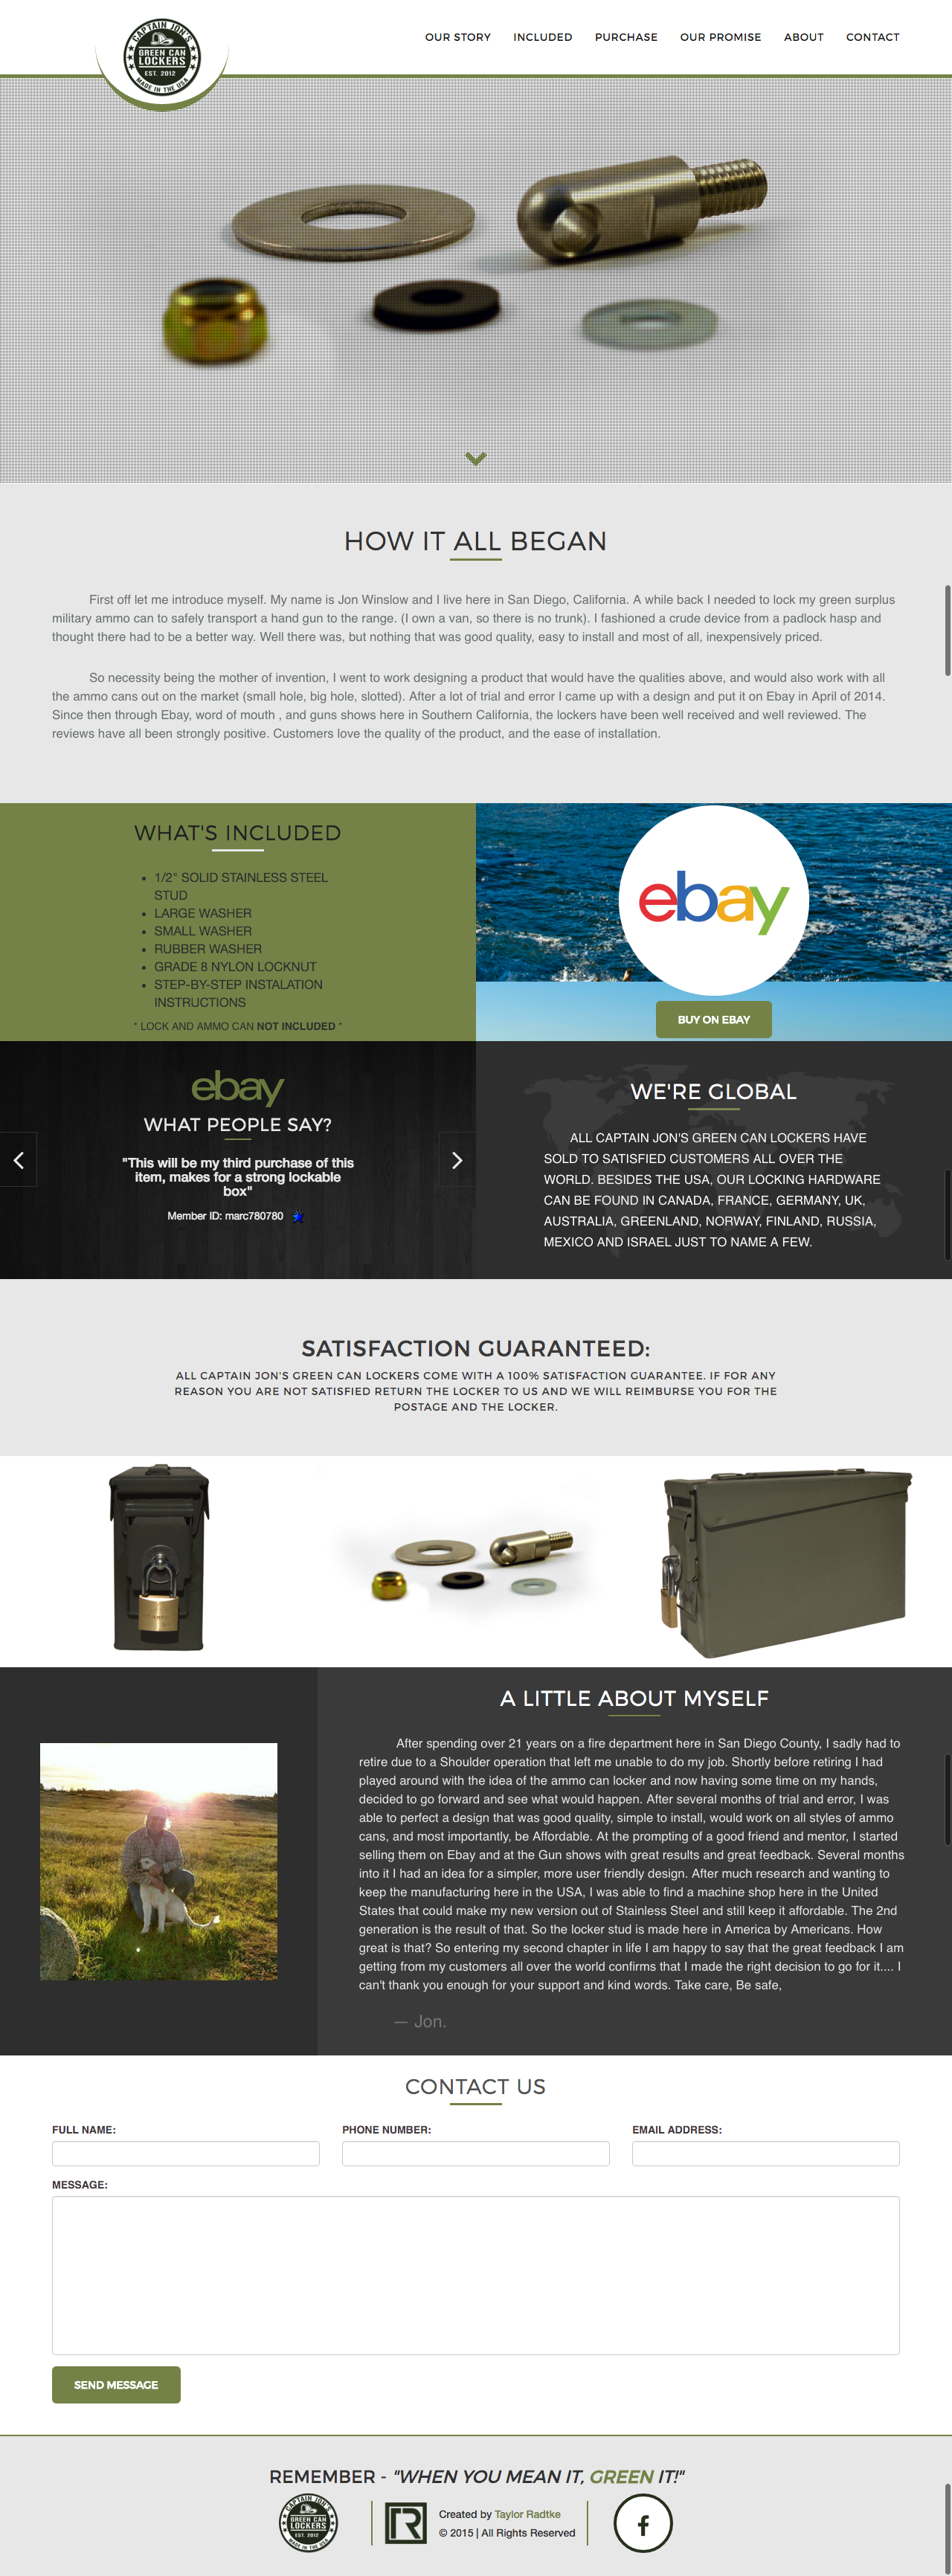 CAPTAIN JON'S
GREEN CAN
LOCKERS
EST. 2012
MADE IN THE USA
OUR STORY INCLUDED PURCHASE OUR PROMISE ABOUT CONTACT
HOW IT ALL BEGAN
First off let me introduce myself. My name is Jon Winslow and I live here in San Diego, California. A while back I needed to lock my green surplus
military ammo can to safely transport a hand gun to the range. (I own a van, so there is no trunk). I fashioned a crude device from a padlock hasp and
thought there had to be a better way. Well there was, but nothing that was good quality, easy to install and most of all, inexpensively priced.
So necessity being the mother of invention, I went to work designing a product that would have the qualities above, and would also work with all
the ammo cans out on the market (small hole, big hole, slotted). After a lot of trial and error I came up with a design and put it on Ebay in April of 2014.
Since then through Ebay, word of mouth , and guns shows here in Southern California, the lockers have been well received and well reviewed. The
reviews have all been strongly positive. Customers love the quality of the product, and the ease of installation.
WHAT'S INCLUDED
• 1/2" SOLID STAINLESS STEEL
STUD
• LARGE WASHER
• SMALL WASHER
• RUBBER WASHER
• GRADE 8 NYLON LOCKNUT
• STEP-BY-STEP INSTALATION
INSTRUCTIONS
* LOCK AND AMMO CAN NOT INCLUDED *
ebay
BUY ON EBAY
ebay
WHAT PEOPLE SAY?
"This will be my third purchase of this
item, makes for a strong lockable
box"
Member ID: marc780780
WE'RE GLOBAL
ALL CAPTAIN JON'S GREEN CAN LOCKERS HAVE
SOLD TO SATISFIED CUSTOMERS ALL OVER THE
WORLD. BESIDES THE USA, OUR LOCKING HARDWARE
CAN BE FOUND IN CANADA, FRANCE, GERMANY, UK,
AUSTRALIA, GREENLAND, NORWAY, FINLAND, RUSSIA,
MEXICO AND ISRAEL JUST TO NAME A FEW.
SATISFACTION GUARANTEED:
ALL CAPTAIN JON'S GREEN CAN LOCKERS COME WITH A 100% SATISFACTION GUARANTEE. IF FOR ANY
REASON YOU ARE NOT SATISFIED RETURN THE LOCKER TO US AND WE WILL REIMBURSE YOU FOR THE
POSTAGE AND THE LOCKER.
A LITTLE ABOUT MYSELF
After spending over 21 years on a fire department here in San Diego County, I sadly had to
retire due to a Shoulder operation that left me unable to do my job. Shortly before retiring I had
played around with the idea of the ammo can locker and now having some time on my hands,
decided to go forward and see what would happen. After several months of trial and error, I was
able to perfect a design that was good quality, simple to install, would work on all styles of ammo
cans, and most importantly, be Affordable. At the prompting of a good friend and mentor, I started
selling them on Ebay and at the Gun shows with great results and great feedback. Several months
into it I had an idea for a simpler, more user friendly design. After much research and wanting to
keep the manufacturing here in the USA, I was able to find a machine shop here in the United
States that could make my new version out of Stainless Steel and still keep it affordable. The 2nd
generation is the result of that. So the locker stud is made here in America by Americans. How
great is that? So entering my second chapter in life I am happy to say that the great feedback I am
getting from my customers all over the world confirms that I made the right decision to go for it.... I
can't thank you enough for your support and kind words. Take care, Be safe,
— Jon.
CONTACT US
FULL NAME: PHONE NUMBER: EMAIL ADDRESS:
MESSAGE:
SEND MESSAGE
REMEMBER - "WHEN YOU MEAN IT, GREEN IT!"
CAPTAIN JON'S
GREEN CAN
LOCKERS
EST. 2012
MADE IN THE USA
Created by Taylor Radtke
© 2015 | All Rights Reserved